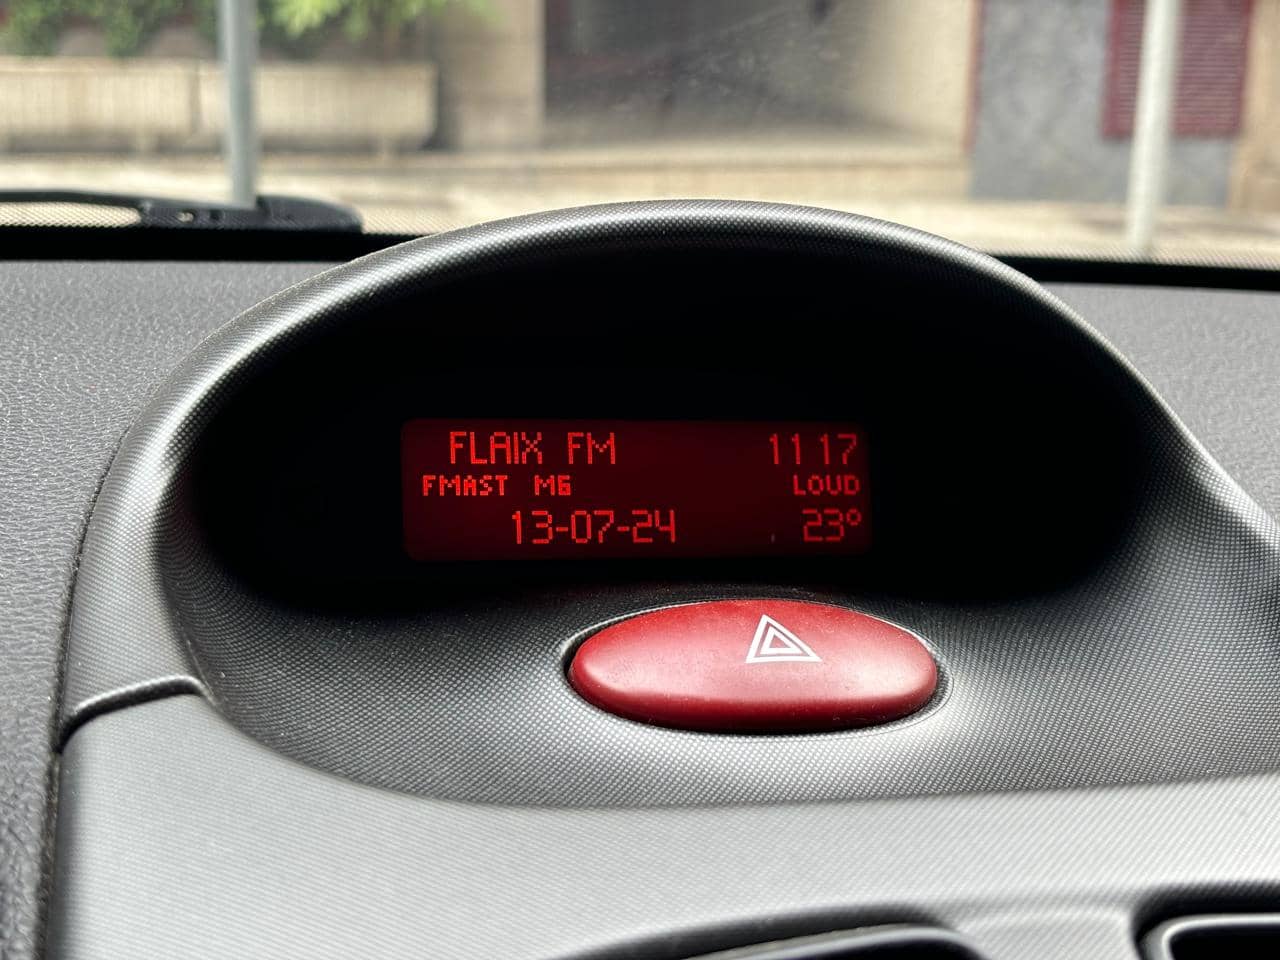 FLAIX FM 11 17
FMAST M6 LOUD
13-07-24 23°